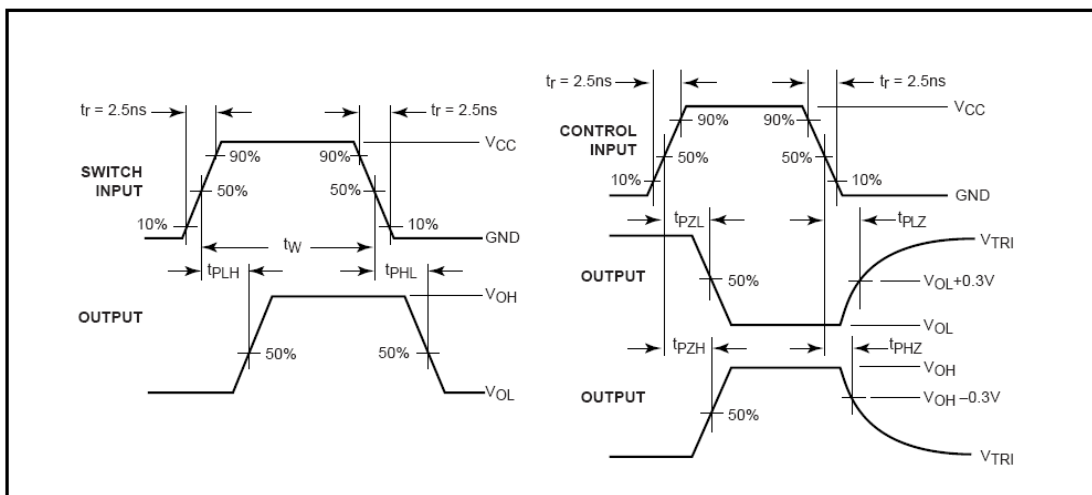 tr = 2.5ns
tr = 2.5ns
VCC
SWITCH
INPUT
90%
90%
50%
50%
10%
10%
GND
tW
tPLH
tPHL
OUTPUT
VOH
50%
50%
VOL
tr = 2.5ns
tr = 2.5ns
VCC
CONTROL
INPUT
90%
90%
50%
50%
10%
10%
GND
tPZL
tPLZ
VTRI
OUTPUT
50%
VOL+0.3V
VOL
tPZH
tPHZ
VOH
OUTPUT
VOH –0.3V
50%
VTRI